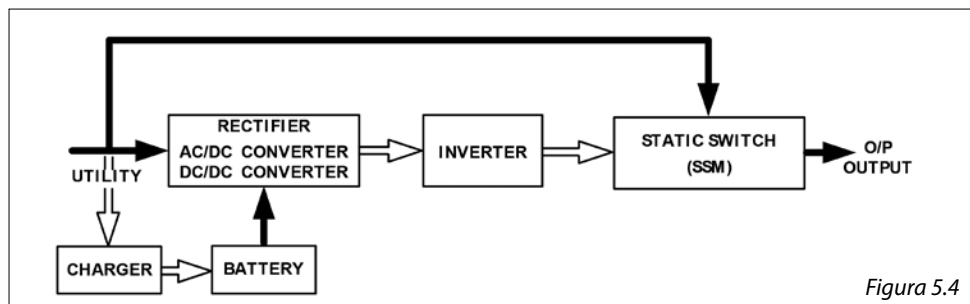 UTILITY
RECTIFIER
AC/DC CONVERTER
DC/DC CONVERTER
INVERTER
STATIC SWITCH
(SSM)
O/P
OUTPUT
CHARGER
BATTERY
Figura 5.4